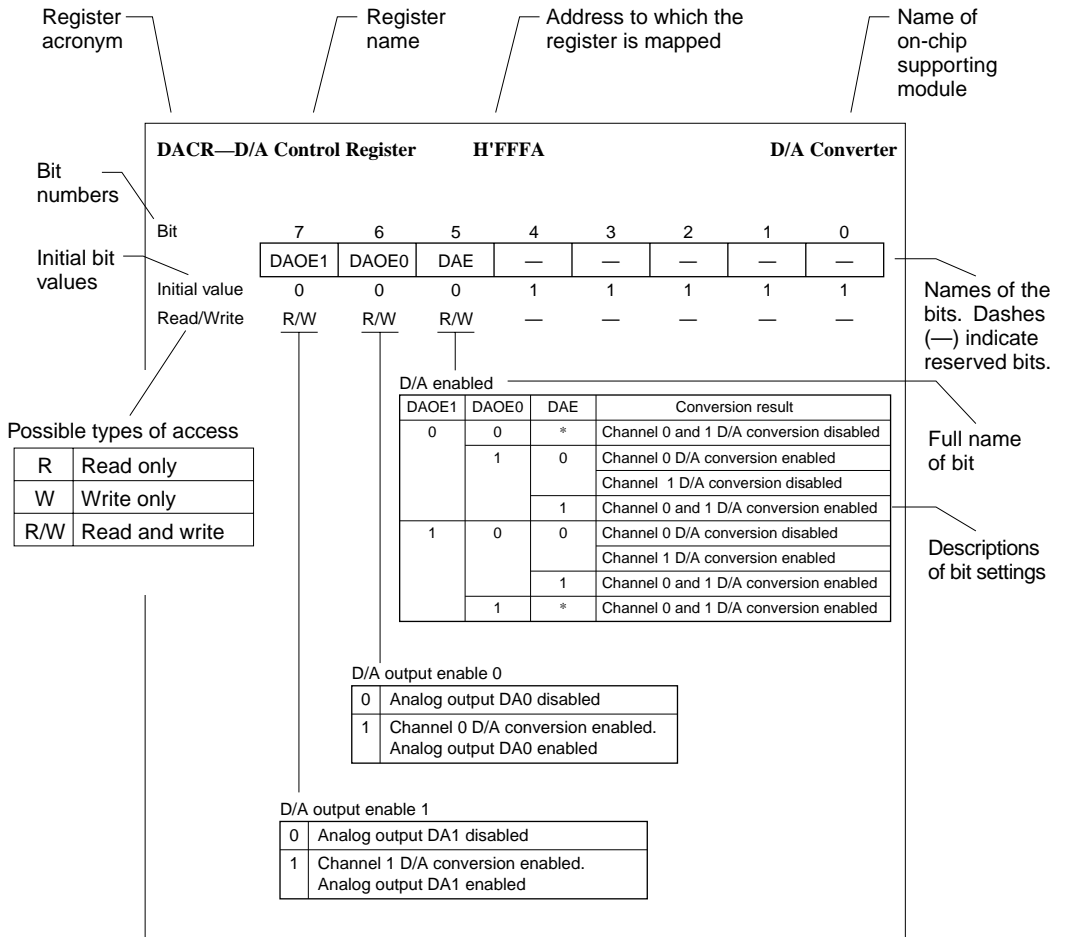 Register acronym
Register name
Address to which the register is mapped
Name of on-chip supporting module
DACR—D/A Control Register H'FFFA D/A Converter
Bit numbers
Bit 7 6 5 4 3 2 1 0
DAOE1 DAOE0 DAE — — — — —
Initial bit values
Initial value 0 0 0 1 1 1 1 1
Read/Write R/W R/W R/W — — — — —
Names of the bits. Dashes (—) indicate reserved bits.
D/A enabled
DAOE1 DAOE0 DAE Conversion result
0 0 * Channel 0 and 1 D/A conversion disabled
1 0 Channel 0 D/A conversion enabled
Channel 1 D/A conversion disabled
1 Channel 0 and 1 D/A conversion enabled
1 0 0 Channel 0 D/A conversion disabled
Channel 1 D/A conversion enabled
1 Channel 0 and 1 D/A conversion enabled
1 * Channel 0 and 1 D/A conversion enabled
Full name of bit
Descriptions of bit settings
Possible types of access
R Read only
W Write only
R/W Read and write
D/A output enable 0
0 Analog output DA0 disabled
1 Channel 0 D/A conversion enabled.
Analog output DA0 enabled
D/A output enable 1
0 Analog output DA1 disabled
1 Channel 1 D/A conversion enabled.
Analog output DA1 enabled